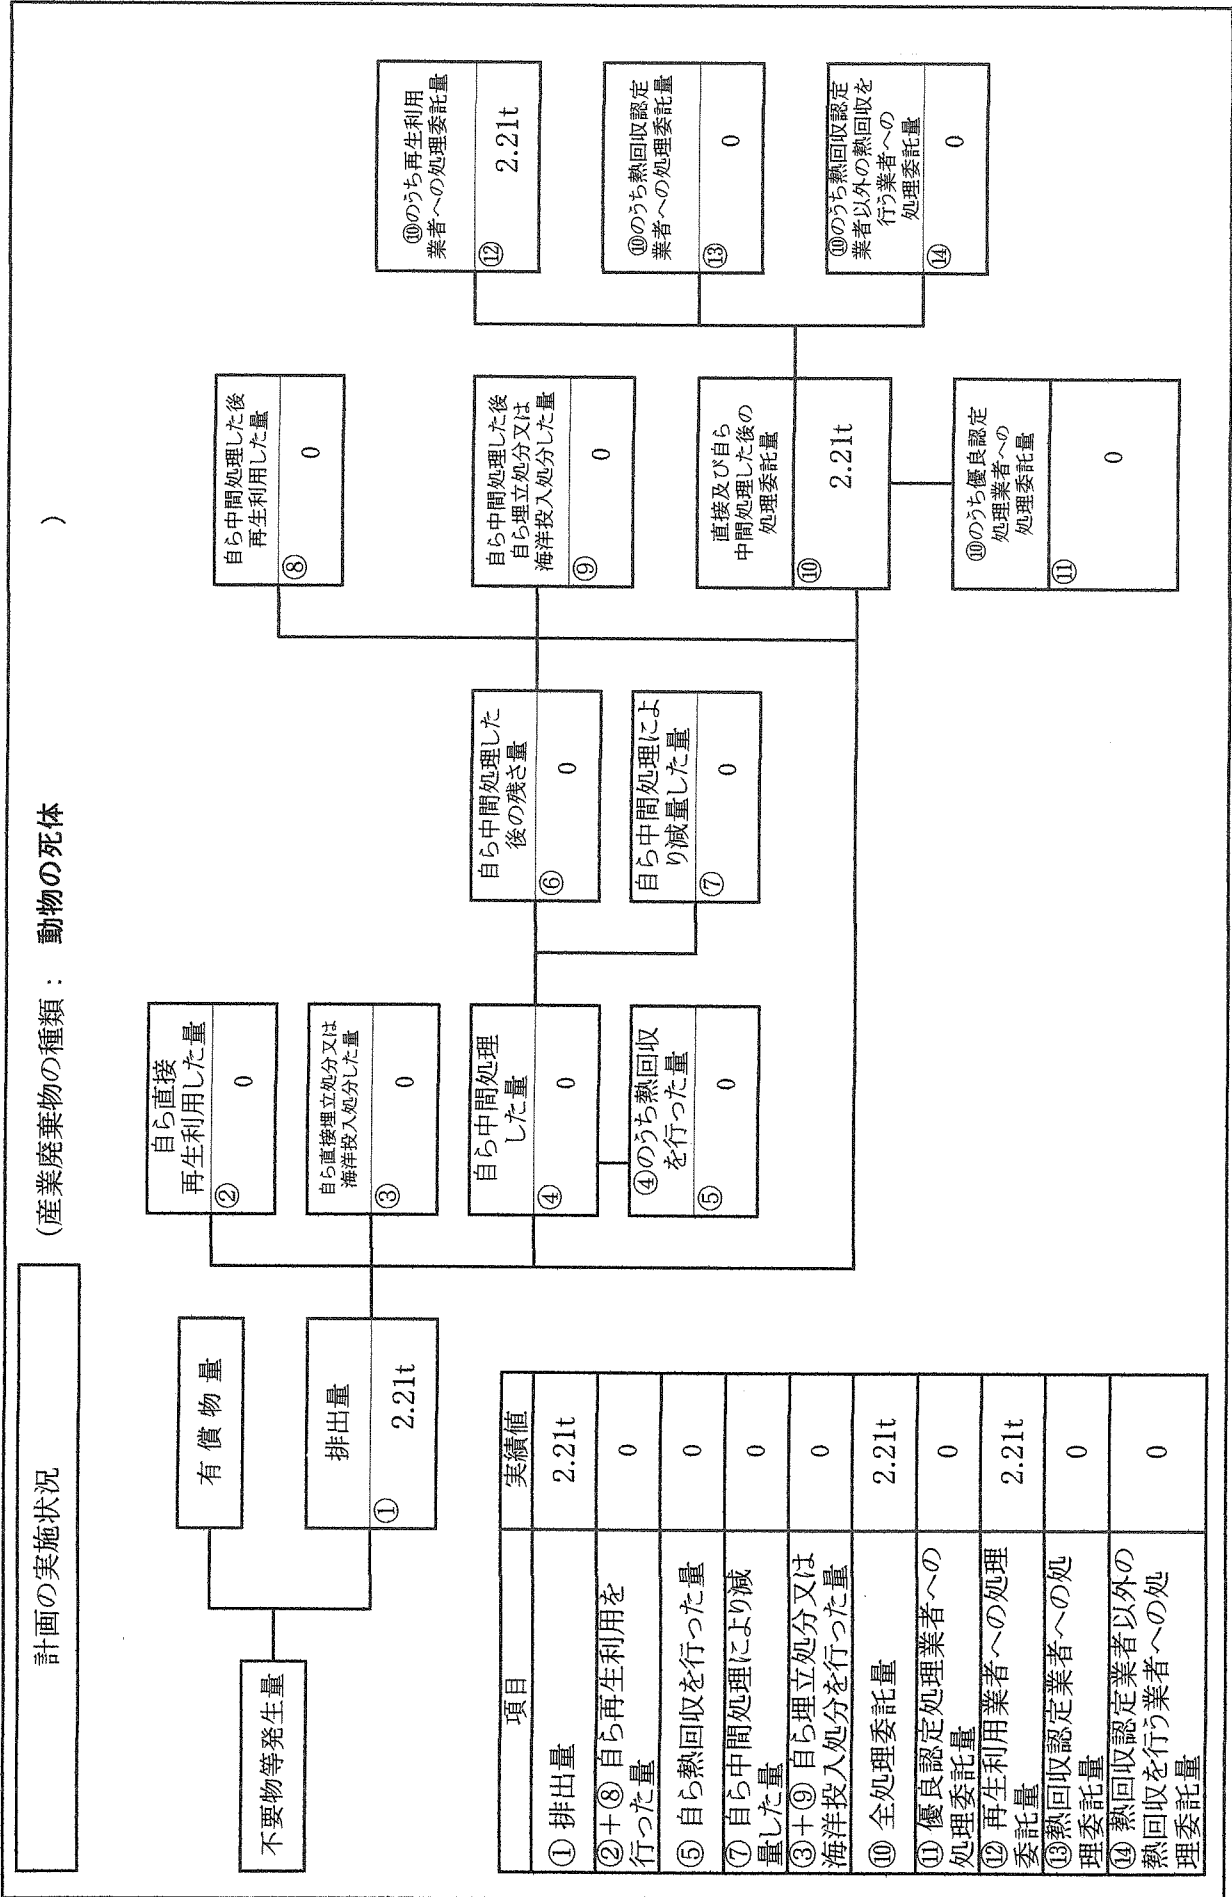 計画の実施状況
(産業廃棄物の種類： 動物の死体 )
不要物等発生量
有償物量
排出量
① 2.21t
自ら直接
再生利用した量
② 0
自ら直接埋立処分又は
海洋投入処分した量
③ 0
自ら中間処理
した量
④ 0
④のうち熱回収
を行った量
⑤ 0
自ら中間処理した
後の残さ量
⑥ 0
自ら中間処理によ
り減量した量
⑦ 0
自ら中間処理した後
再生利用した量
⑧ 0
自ら中間処理した後
自ら埋立処分又は
海洋投入処分した量
⑨ 0
直接及び自ら
中間処理した後の
処理委託量
⑩ 2.21t
⑩のうち優良認定
処理業者への
処理委託量
⑪ 0
⑩のうち再生利用
業者への処理委託量
⑫ 2.21t
⑩のうち熱回収認定
業者への処理委託量
⑬ 0
⑩のうち熱回収認定
業者以外の熱回収を
行う業者への
処理委託量
⑭ 0
項目 実績値
① 排出量 2.21t
②＋⑧ 自ら再生利用を
行った量 0
⑤ 自ら熱回収を行った量 0
⑦ 自ら中間処理により減
量した量 0
③＋⑨ 自ら埋立処分又は
海洋投入処分を行った量 0
⑩ 全処理委託量 2.21t
⑪ 優良認定処理業者への
処理委託量 0
⑫ 再生利用業者への処理
委託量 2.21t
⑬熱回収認定業者への処
理委託量 0
⑭ 熱回収認定業者以外の
熱回収を行う業者への処
理委託量 0